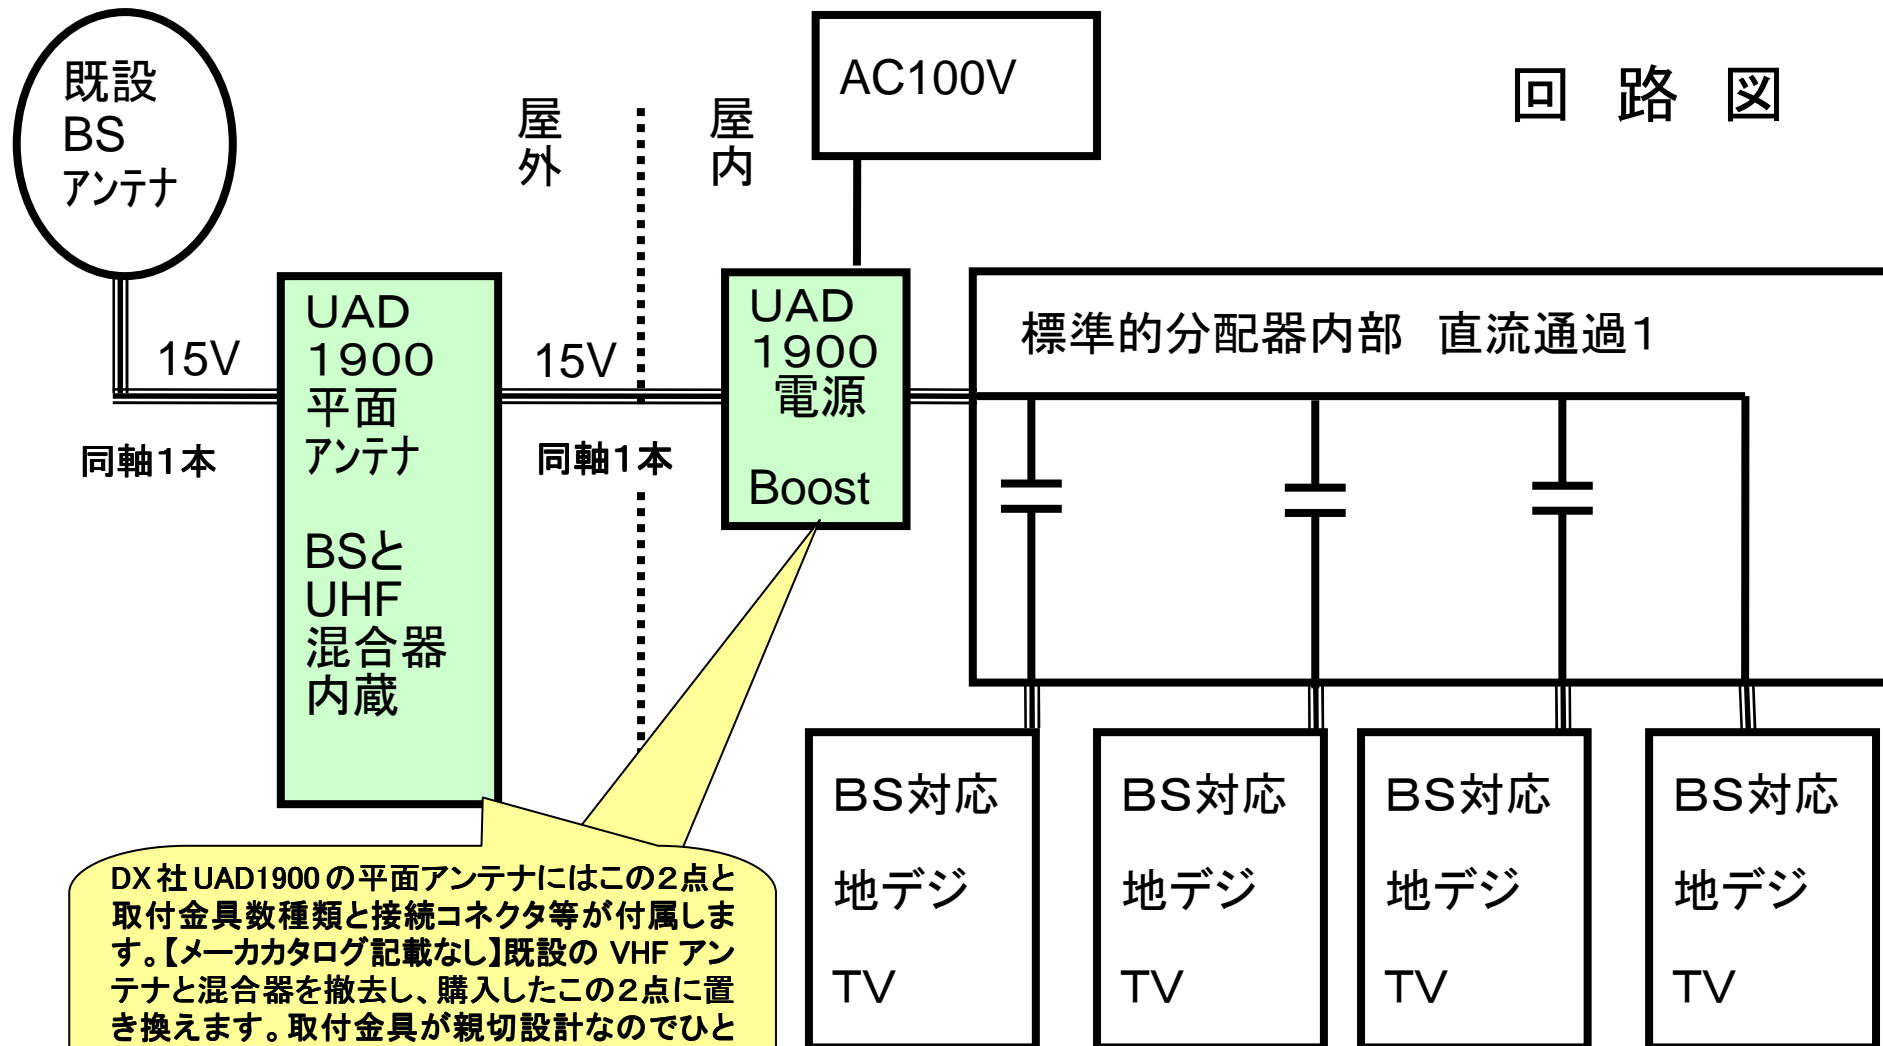 既設
BS
アンテナ
屋外
屋内
AC100V
回 路 図
15V
同軸1本
UAD
1900
平面
アンテナ
BSと
UHF
混合器
内蔵
15V
同軸1本
UAD
1900
電源
Boost
標準的分配器内部 直流通過1
DX社UAD1900の平面アンテナにはこの2点と
取付金具数種類と接続コネクタ等が付属しま
す。【メーカカタログ記載なし】既設の VHF アン
テナと混合器を撤去し、購入したこの2点に置
き換えます。取付金具が親切設計なのでひと
BS対応
地デジ
TV
BS対応
地デジ
TV
BS対応
地デジ
TV
BS対応
地デジ
TV